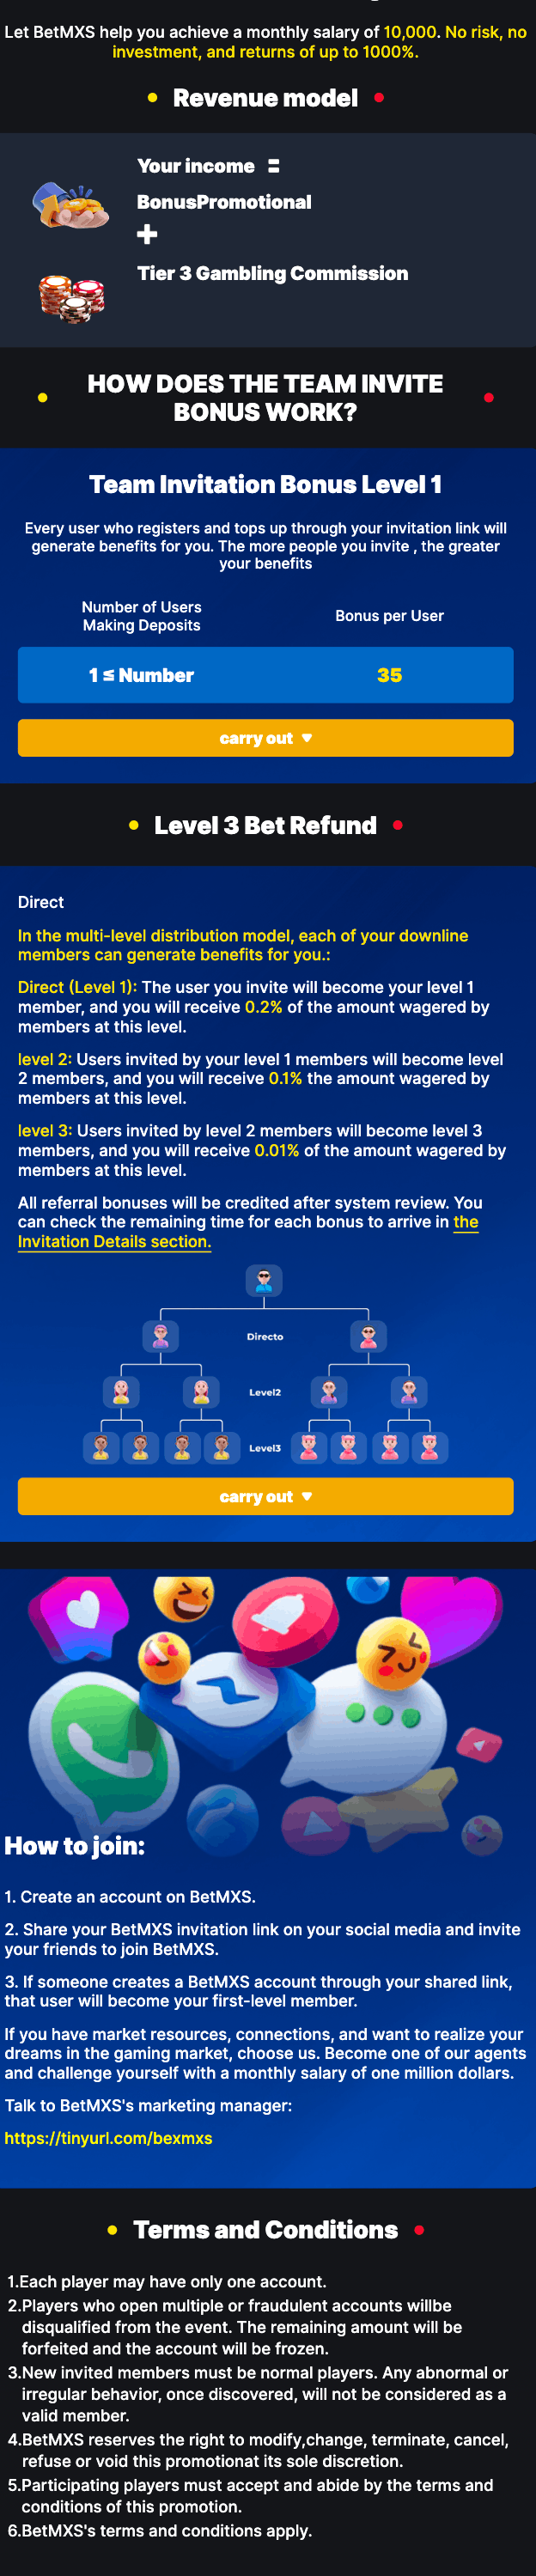 Let BetMXS help you achieve a monthly salary of 10,000. No risk, no
investment, and returns of up to 1000%.
Revenue model
Your income =
BonusPromotional
+
Tier 3 Gambling Commission
HOW DOES THE TEAM INVITE
BONUS WORK?
Team Invitation Bonus Level 1
Every user who registers and tops up through your invitation link will
generate benefits for you. The more people you invite , the greater
your benefits
Number of Users
Making Deposits
Bonus per User
1 ≤ Number
35
carry out
Level 3 Bet Refund
Direct
In the multi-level distribution model, each of your downline
members can generate benefits for you.:
Direct (Level 1): The user you invite will become your level 1
member, and you will receive 0.2% of the amount wagered by
members at this level.
level 2: Users invited by your level 1 members will become level
2 members, and you will receive 0.1% the amount wagered by
members at this level.
level 3: Users invited by level 2 members will become level 3
members, and you will receive 0.01% of the amount wagered by
members at this level.
All referral bonuses will be credited after system review. You
can check the remaining time for each bonus to arrive in the
Invitation Details section.
Directo
Level2
Level3
carry out
How to join:
1. Create an account on BetMXS.
2. Share your BetMXS invitation link on your social media and invite
your friends to join BetMXS.
3. If someone creates a BetMXS account through your shared link,
that user will become your first-level member.
If you have market resources, connections, and want to realize your
dreams in the gaming market, choose us. Become one of our agents
and challenge yourself with a monthly salary of one million dollars.
Talk to BetMXS's marketing manager:
https://tinyurl.com/bexmxs
Terms and Conditions
1.Each player may have only one account.
2.Players who open multiple or fraudulent accounts willbe
disqualified from the event. The remaining amount will be
forfeited and the account will be frozen.
3.New invited members must be normal players. Any abnormal or
irregular behavior, once discovered, will not be considered as a
valid member.
4.BetMXS reserves the right to modify,change, terminate, cancel,
refuse or void this promotionat its sole discretion.
5.Participating players must accept and abide by the terms and
conditions of this promotion.
6.BetMXS's terms and conditions apply.